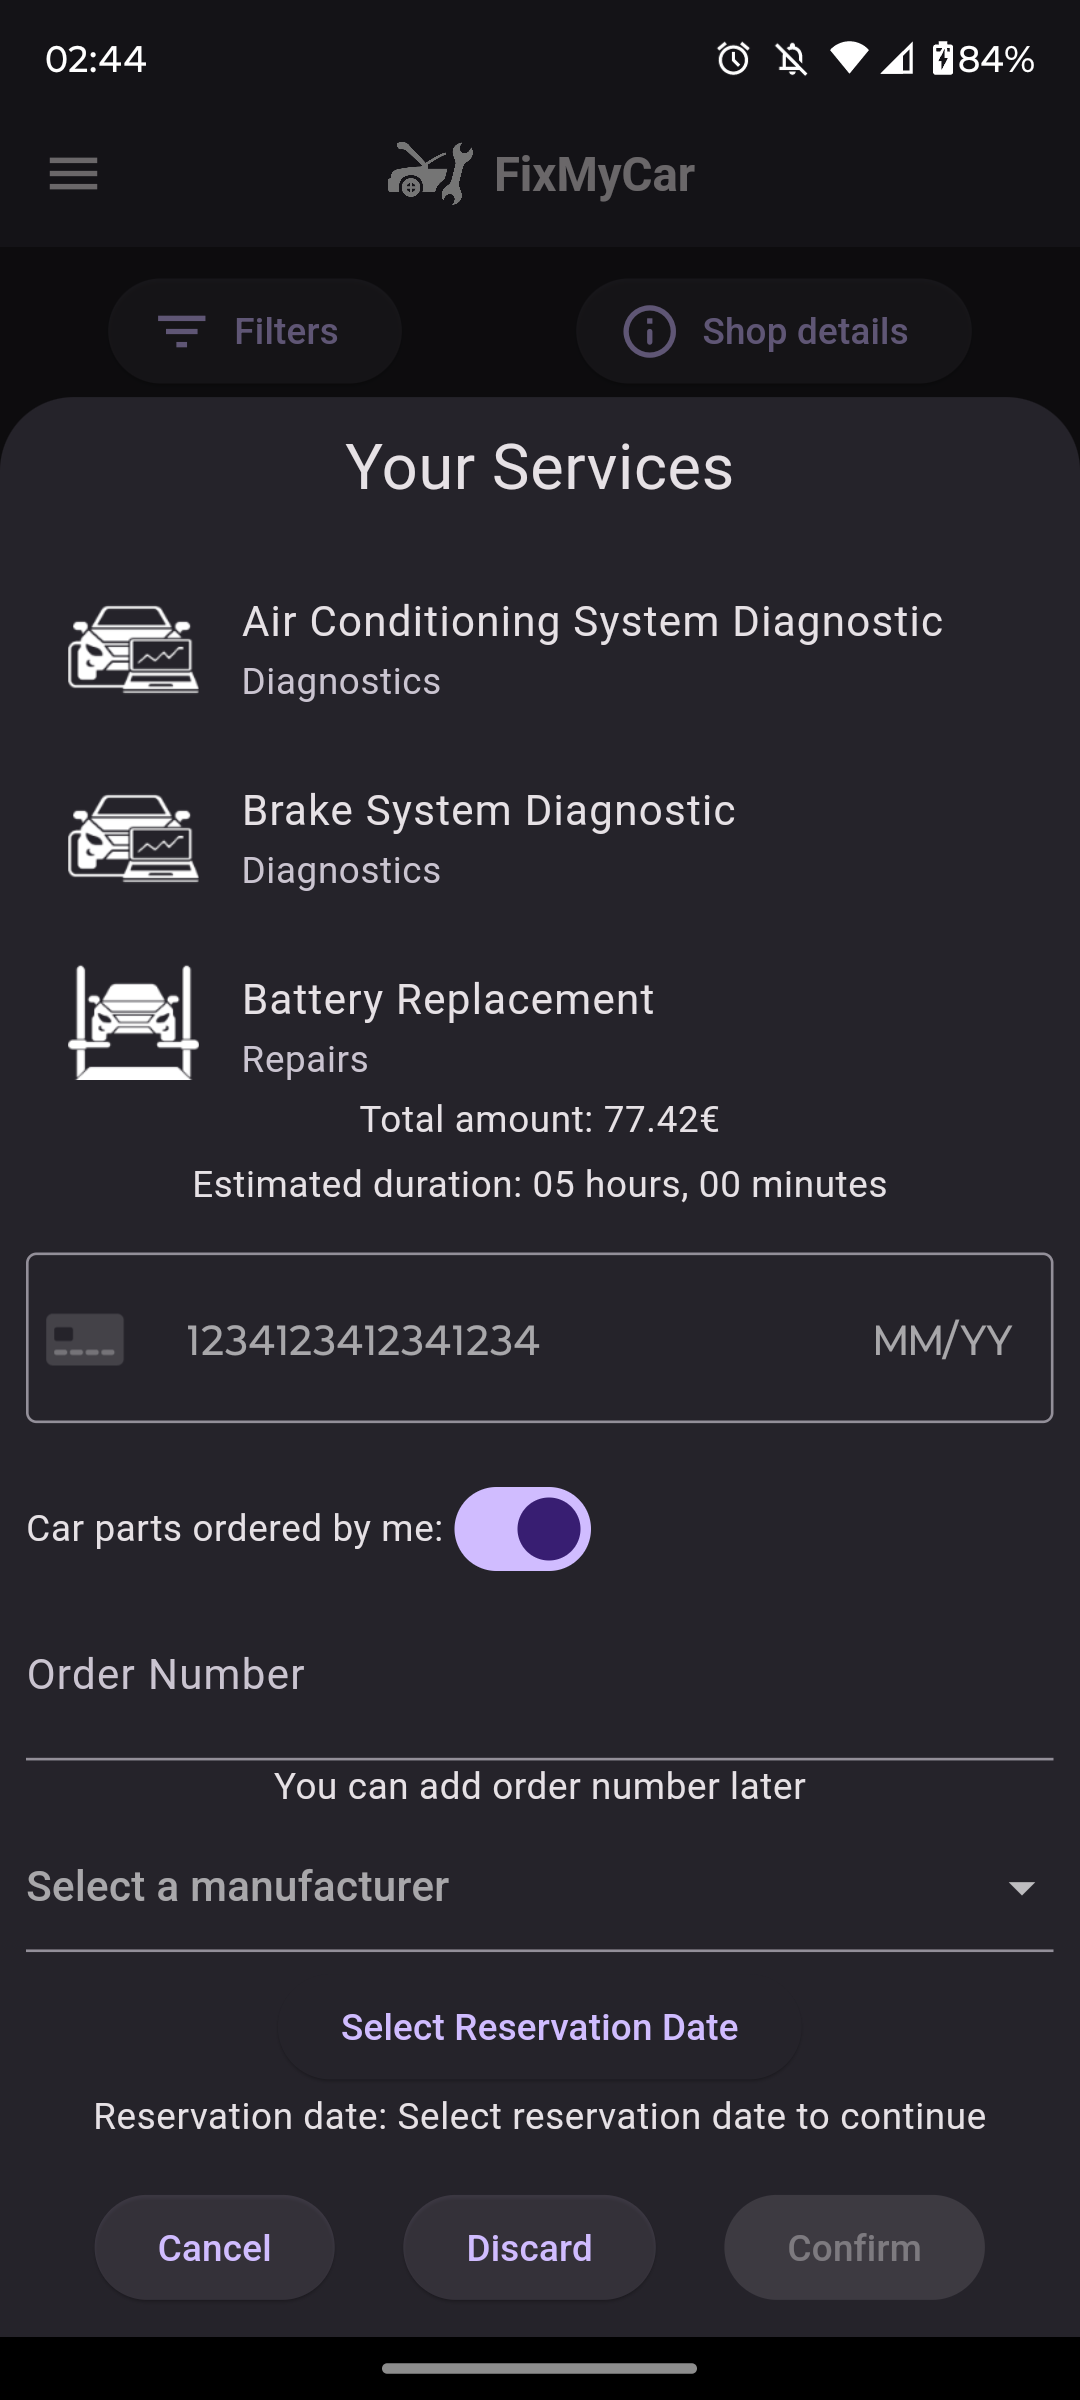 02:44
84%
FixMyCar
Filters
Shop details
Your Services
Air Conditioning System Diagnostic
Diagnostics
Brake System Diagnostic
Diagnostics
Battery Replacement
Repairs
Total amount: 77.42€
Estimated duration: 05 hours, 00 minutes
1234123412341234
MM/YY
Car parts ordered by me:
Order Number
You can add order number later
Select a manufacturer
Select Reservation Date
Reservation date: Select reservation date to continue
Cancel
Discard
Confirm